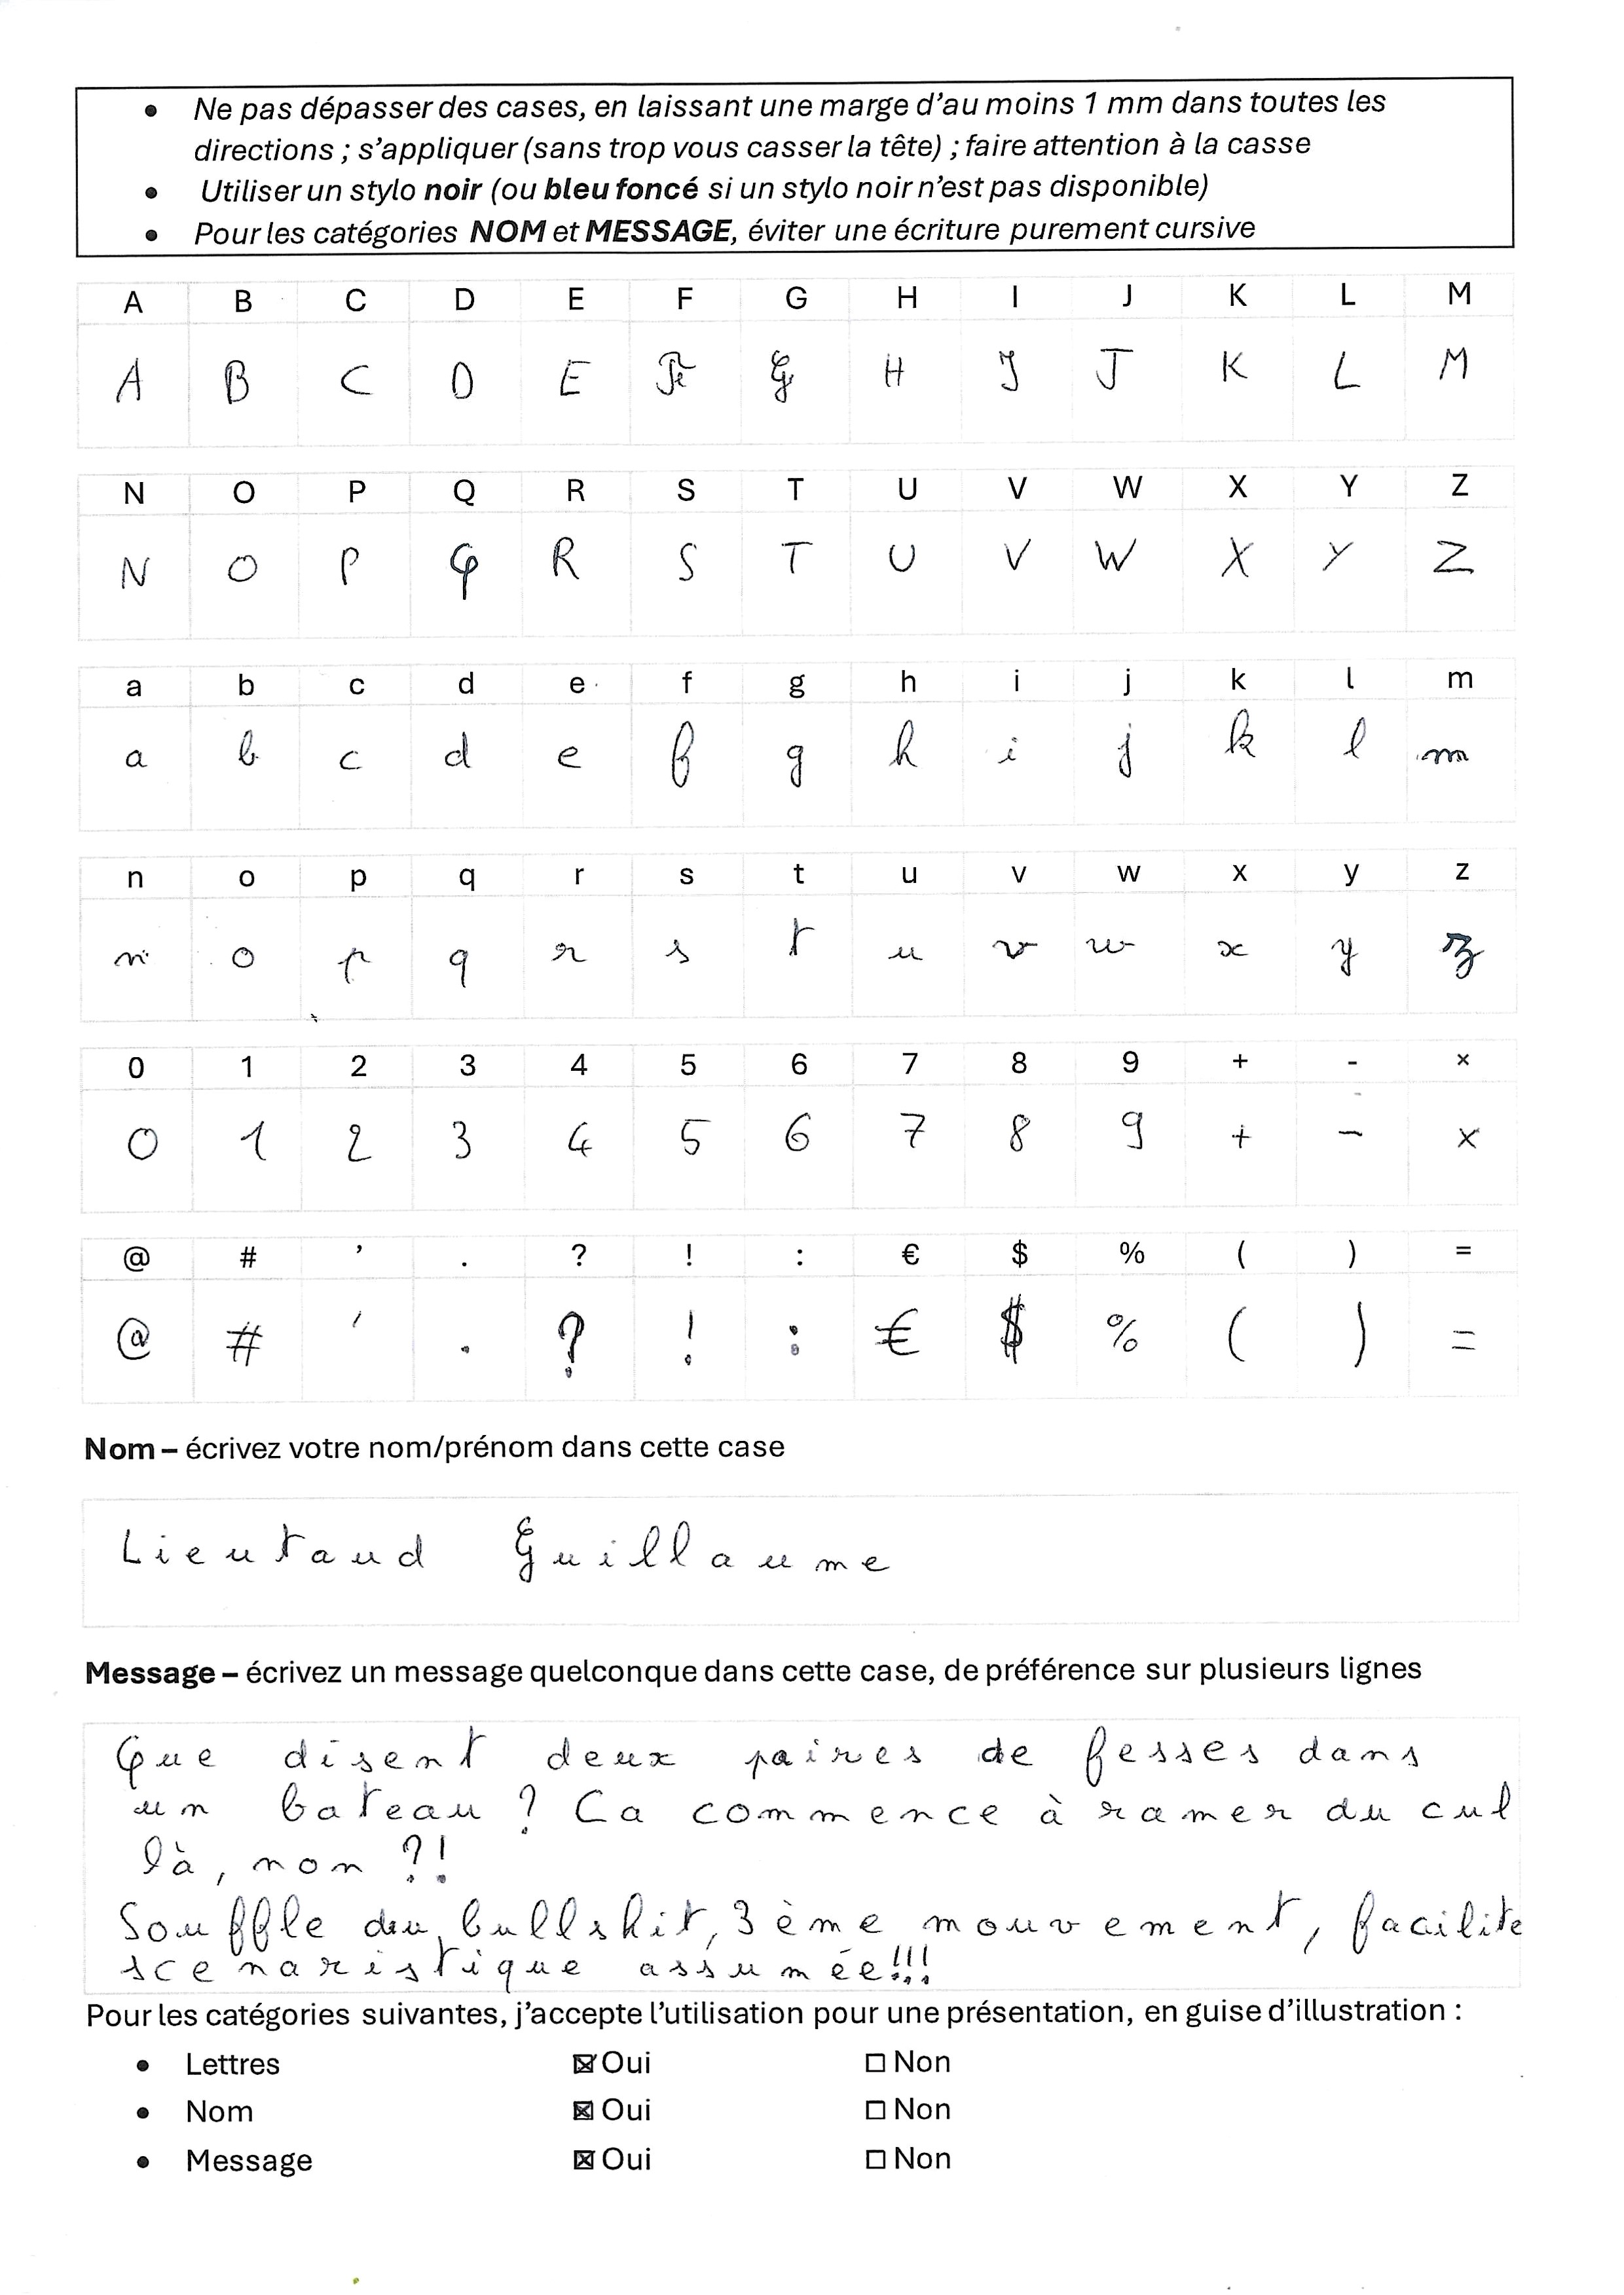 • Ne pas dépasser des cases, en laissant une marge d’au moins 1 mm dans toutes les
directions ; s’appliquer (sans trop vous casser la tête) ; faire attention à la casse
• Utiliser un stylo noir (ou bleu foncé si un stylo noir n’est pas disponible)
• Pour les catégories NOM et MESSAGE, éviter une écriture purement cursive
A B C D E F G H I J K L M
A B C D E F G H I J K L M
N O P Q R S T U V W X Y Z
N O P Q R S T U V W X Y Z
a b c d e f g h i j k l m
a b c d e f g h i j k l m
n o p q r s t u v w x y z
n o p q r s t u v w x y z
0 1 2 3 4 5 6 7 8 9 + - ×
0 1 2 3 4 5 6 7 8 9 + - ×
@ # ’ . ? ! : € $ % ( ) =
@ # ' . ? ! : € $ % ( ) =
Nom – écrivez votre nom/prénom dans cette case
Lieutaud Guillaume
Message – écrivez un message quelconque dans cette case, de préférence sur plusieurs lignes
Que disent deux paires de fesses dans
un bateau ? Ca commence à ramer du cul
là, non ?!
Souffle du bullshit, 3ème mouvement, facilite
scenaristique assumée!!!
Pour les catégories suivantes, j’accepte l’utilisation pour une présentation, en guise d’illustration :
• Lettres ☒ Oui ☐ Non
• Nom ☒ Oui ☐ Non
• Message ☒ Oui ☐ Non